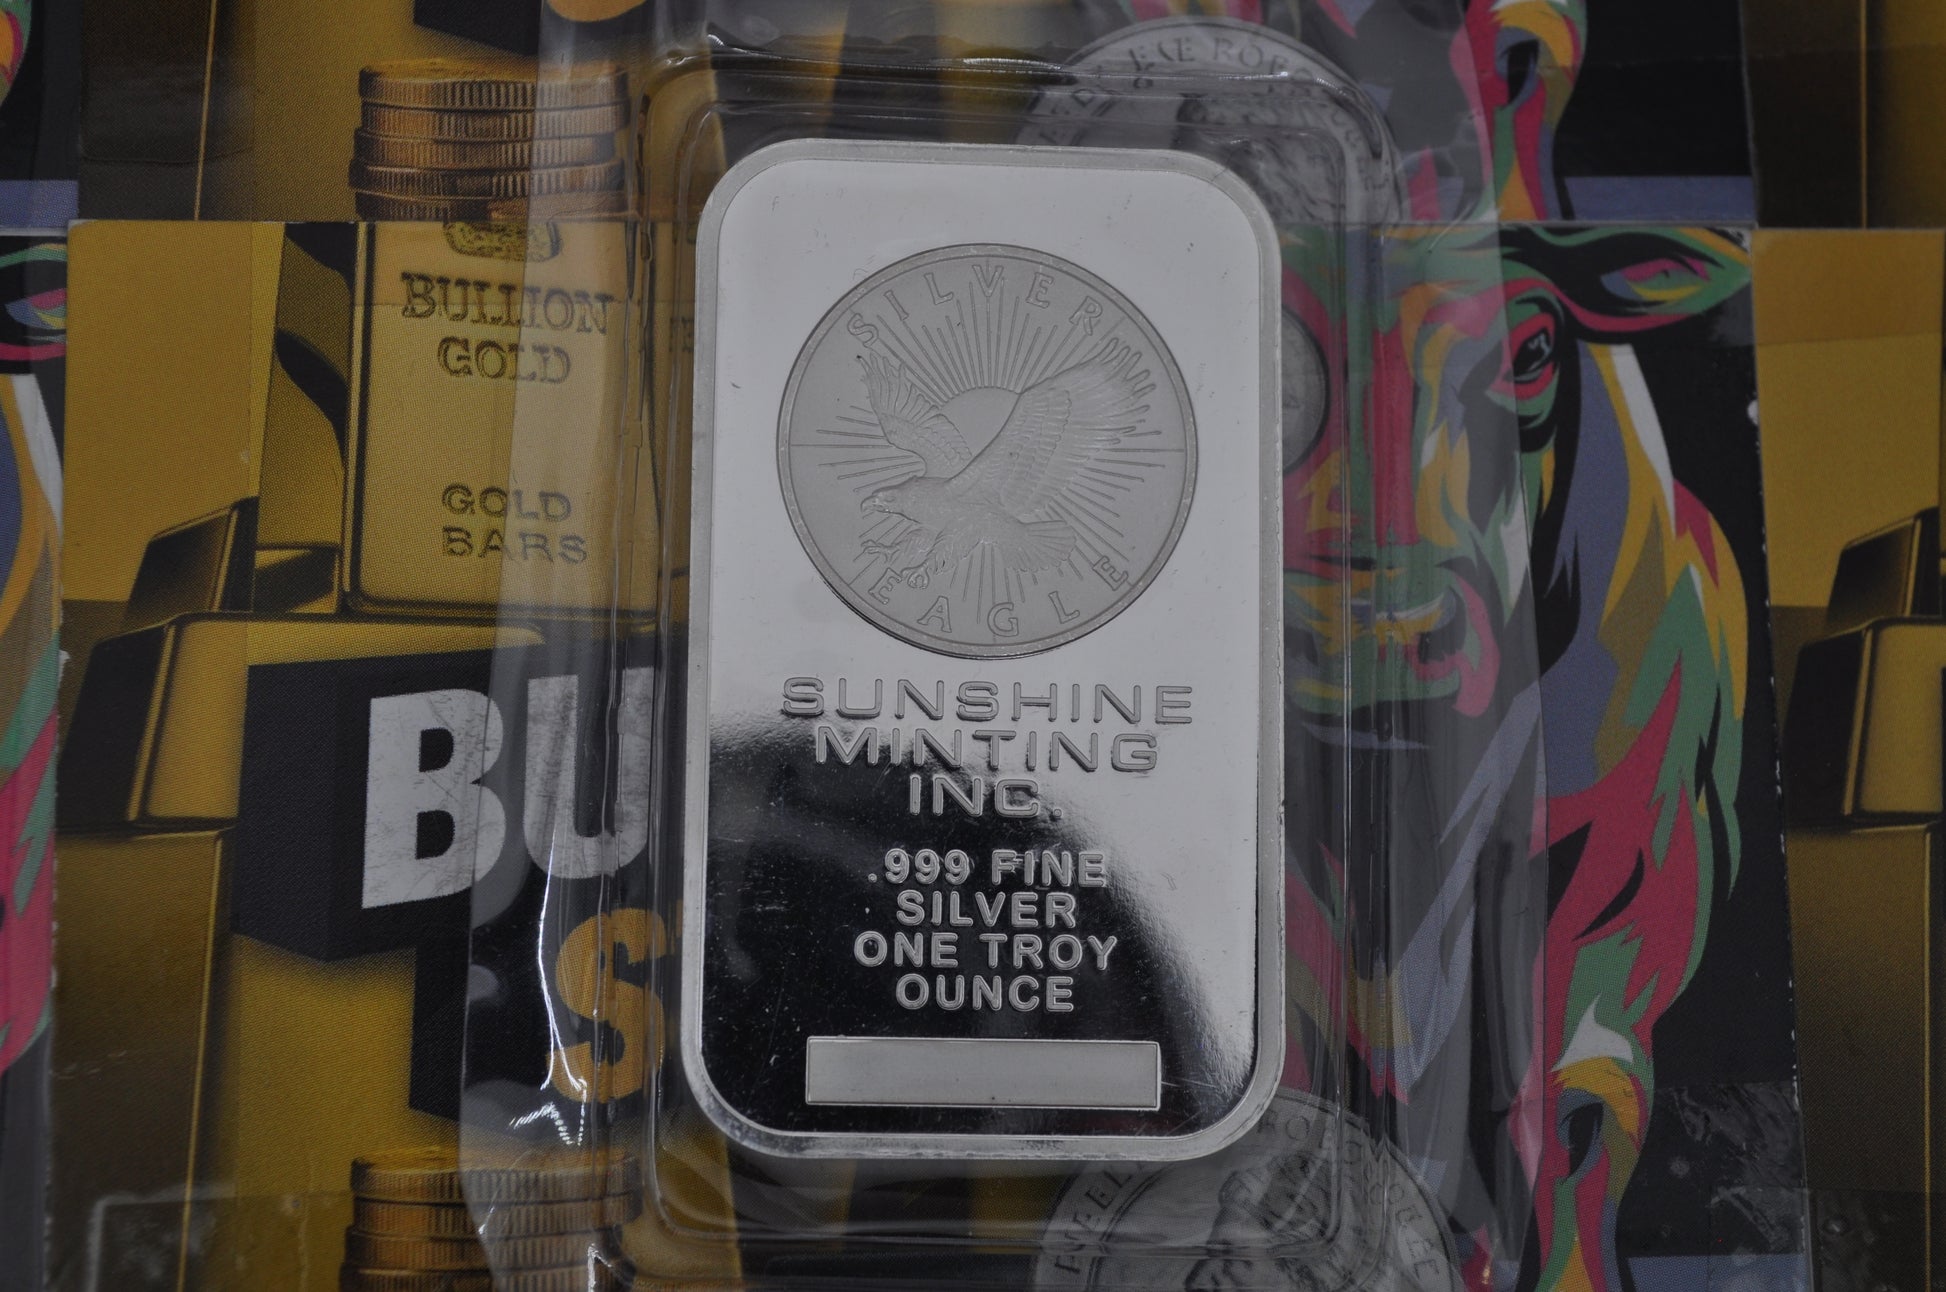 SILVER
EAGLE
SUNSHINE
MINTING
INC.
.999 FINE
SILVER
ONE TROY
OUNCE
BULLION
GOLD
GOLD
BARS
BU
S